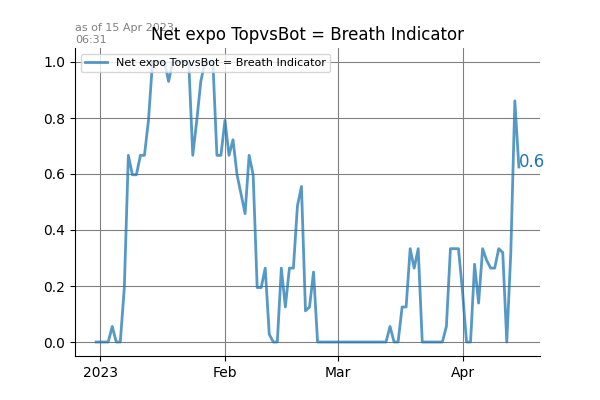 as of 15 Apr 2023
06:31
Net expo TopvsBot = Breath Indicator
Net expo TopvsBot = Breath Indicator
1.0
0.8
0.6
0.6
0.4
0.2
0.0
2023 Feb Mar Apr